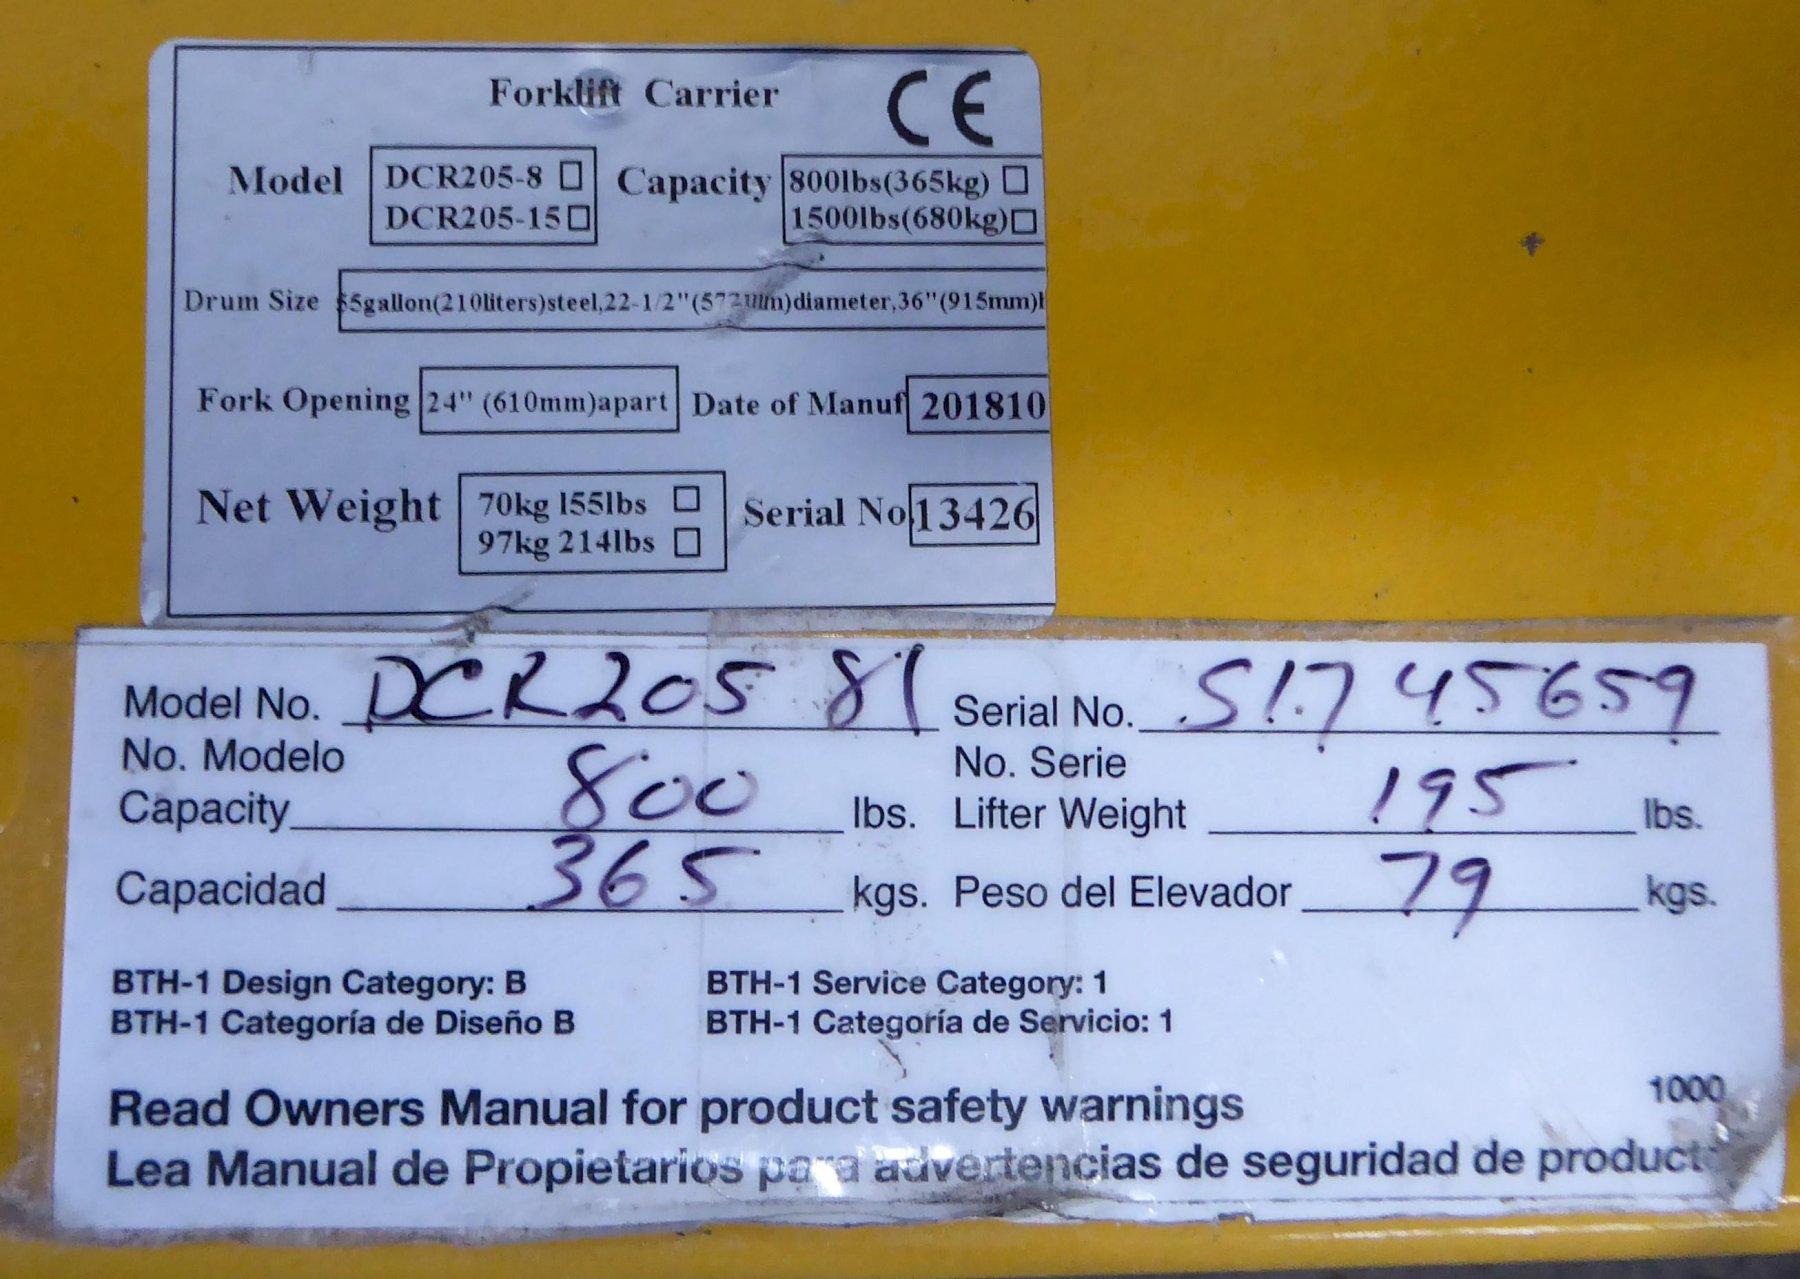 Forklift Carrier CE
Model DCR205-8 □ Capacity 800lbs(365kg) □
DCR205-15 □ 1500lbs(680kg) □
Drum Size 55gallon(210liters)steel,22-1/2"(572mm)diameter,36"(915mm)
Fork Opening 24" (610mm)apart Date of Manuf 201810
Net Weight 70kg 155lbs □ Serial No 13426
97kg 214lbs □
Model No. DCR205 81 Serial No. 51745659
No. Modelo No. Serie
Capacity 800 lbs. Lifter Weight 195 lbs.
Capacidad 365 kgs. Peso del Elevador 79 kgs.
BTH-1 Design Category: B BTH-1 Service Category: 1
BTH-1 Categoría de Diseño B BTH-1 Categoría de Servicio: 1
1000
Read Owners Manual for product safety warnings
Lea Manual de Propietarios para advertencias de seguridad de product